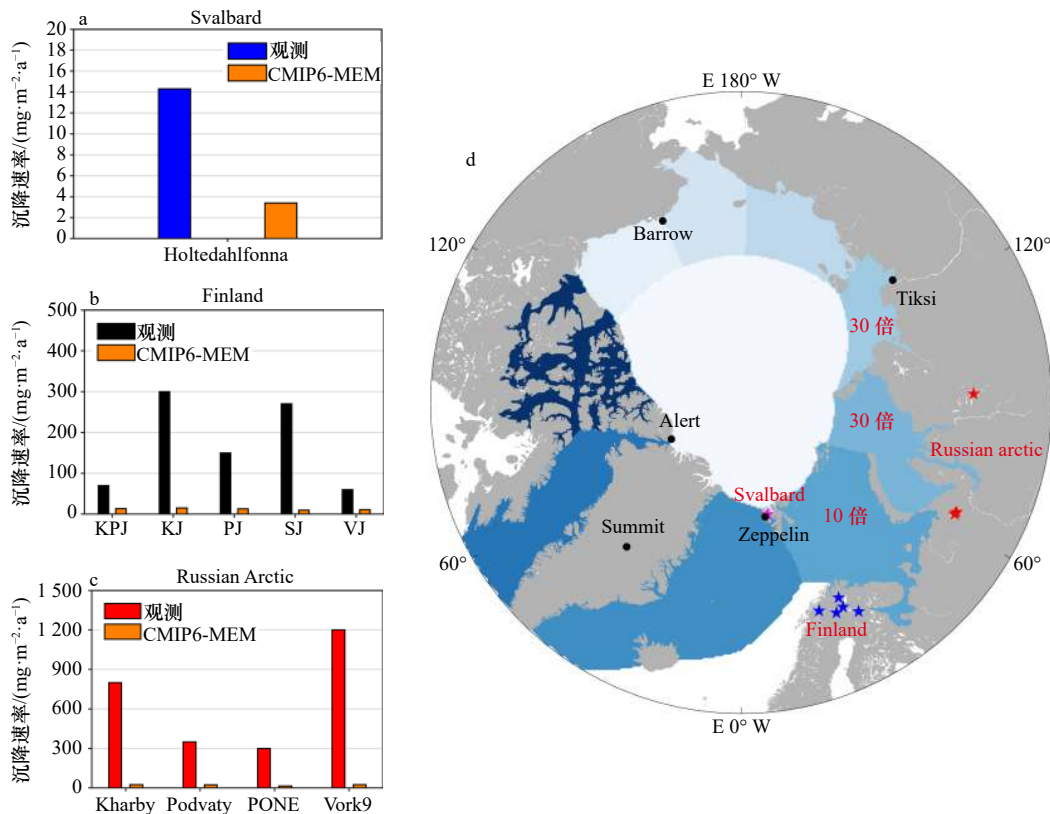 a
Svalbard
沉降速率/(mg·m⁻²·a⁻¹)
20
18
16
14
12
10
8
6
4
2
0
观测
CMIP6-MEM
Holtedahlfonna
b
Finland
沉降速率/(mg·m⁻²·a⁻¹)
500
400
300
200
100
0
观测
CMIP6-MEM
KPJ KJ PJ SJ VJ
c
Russian Arctic
沉降速率/(mg·m⁻²·a⁻¹)
1 500
1 200
900
600
300
0
观测
CMIP6-MEM
Kharby Podvaty PONE Vork9
d
E 180° W
120°
120°
Barrow
Tiksi
30 倍
Alert
30 倍
Russian arctic
Svalbard
Zeppelin
10 倍
Summit
60°
60°
Finland
E 0° W